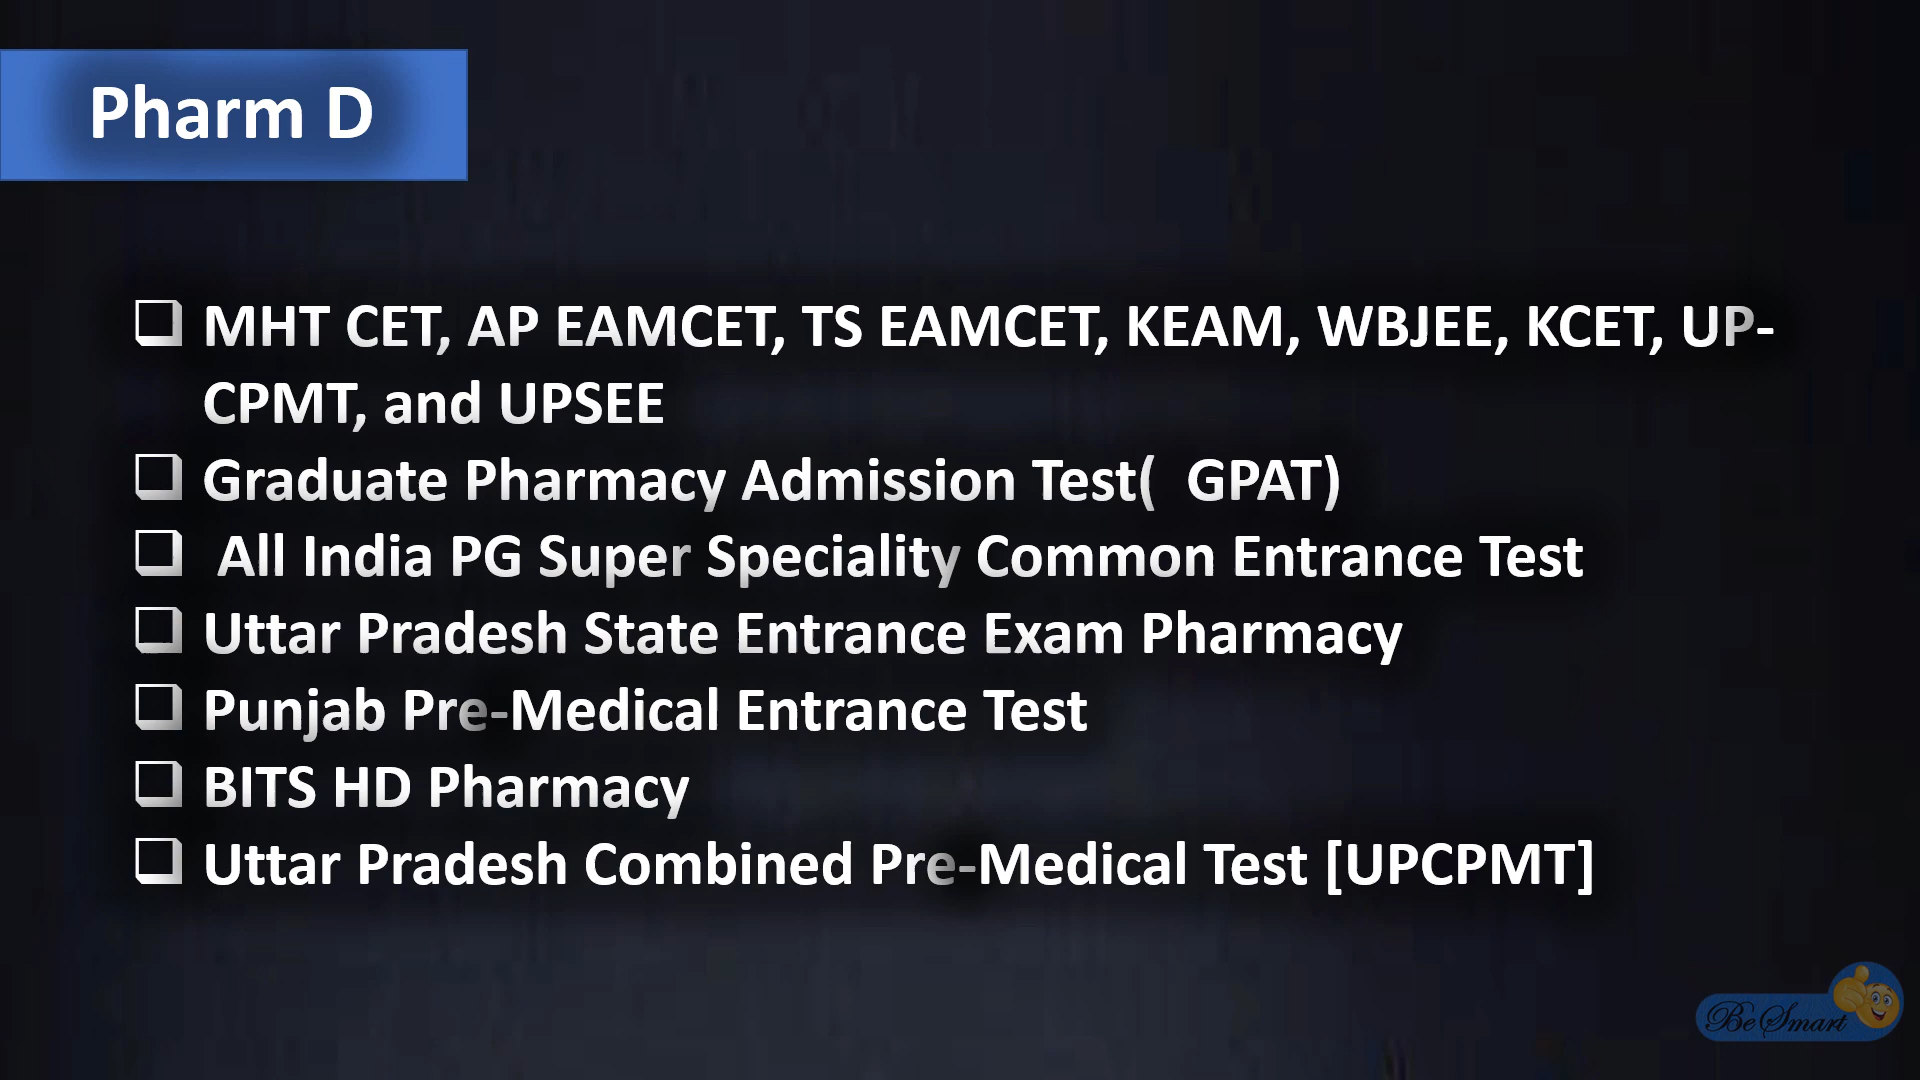 Pharm D
❑ MHT CET, AP EAMCET, TS EAMCET, KEAM, WBJEE, KCET, UP-
CPMT, and UPSEE
❑ Graduate Pharmacy Admission Test(  GPAT)
❑ All India PG Super Speciality Common Entrance Test
❑ Uttar Pradesh State Entrance Exam Pharmacy
❑ Punjab Pre-Medical Entrance Test
❑ BITS HD Pharmacy
❑ Uttar Pradesh Combined Pre-Medical Test [UPCPMT]
Be Smart